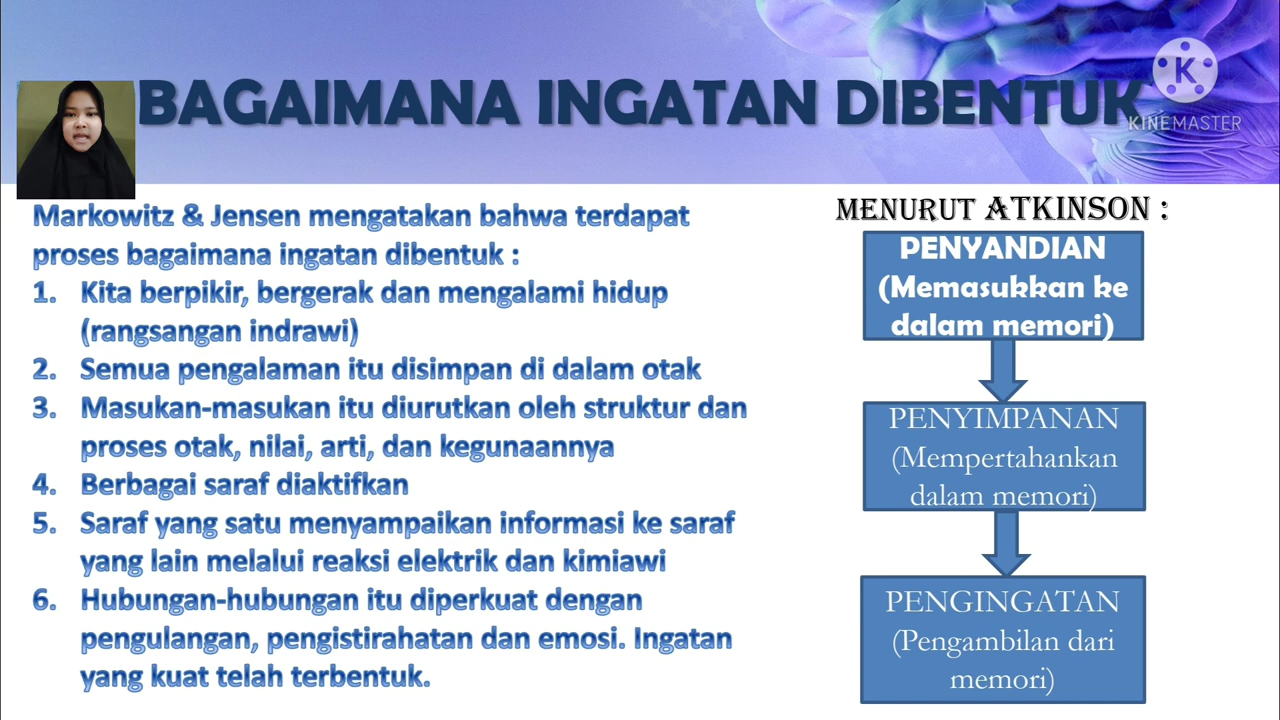 BAGAIMANA INGATAN DIBENTUK
K
KINEMASTER
Markowitz & Jensen mengatakan bahwa terdapat
proses bagaimana ingatan dibentuk :
1. Kita berpikir, bergerak dan mengalami hidup
(rangsangan indrawi)
2. Semua pengalaman itu disimpan di dalam otak
3. Masukan-masukan itu diurutkan oleh struktur dan
proses otak, nilai, arti, dan kegunaannya
4. Berbagai saraf diaktifkan
5. Saraf yang satu menyampaikan informasi ke saraf
yang lain melalui reaksi elektrik dan kimiawi
6. Hubungan-hubungan itu diperkuat dengan
pengulangan, pengistirahatan dan emosi. Ingatan
yang kuat telah terbentuk.
MENURUT ATKINSON :
PENYANDIAN
(Memasukkan ke
dalam memori)
PENYIMPANAN
(Mempertahankan
dalam memori)
PENGINGATAN
(Pengambilan dari
memori)